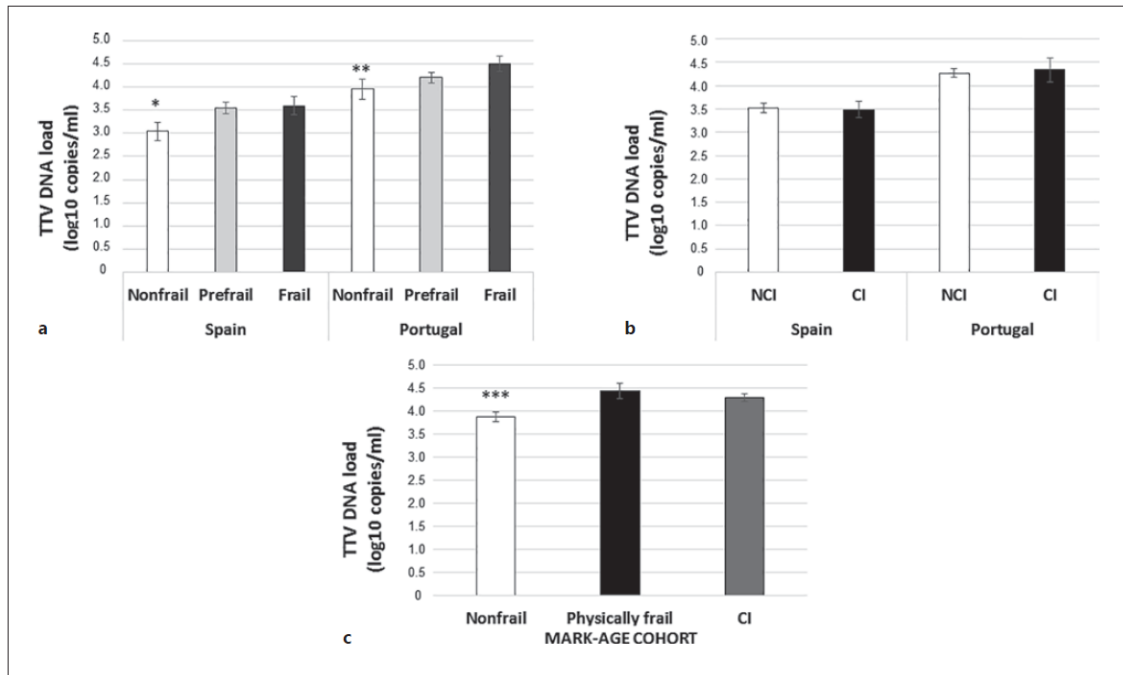 TTV DNA load
(log10 copies/ml)
5.0
4.5
4.0
3.5
3.0
2.5
2.0
1.5
1.0
0.5
0
*
**
Nonfrail Prefrail Frail Nonfrail Prefrail Frail
Spain Portugal
a
TTV DNA load
(log10 copies/ml)
5.0
4.5
4.0
3.5
3.0
2.5
2.0
1.5
1.0
0.5
0
NCI CI NCI CI
Spain Portugal
b
TTV DNA load
(log10 copies/ml)
5.0
4.5
4.0
3.5
3.0
2.5
2.0
1.5
1.0
0.5
0
***
Nonfrail Physically frail CI
MARK-AGE COHORT
c